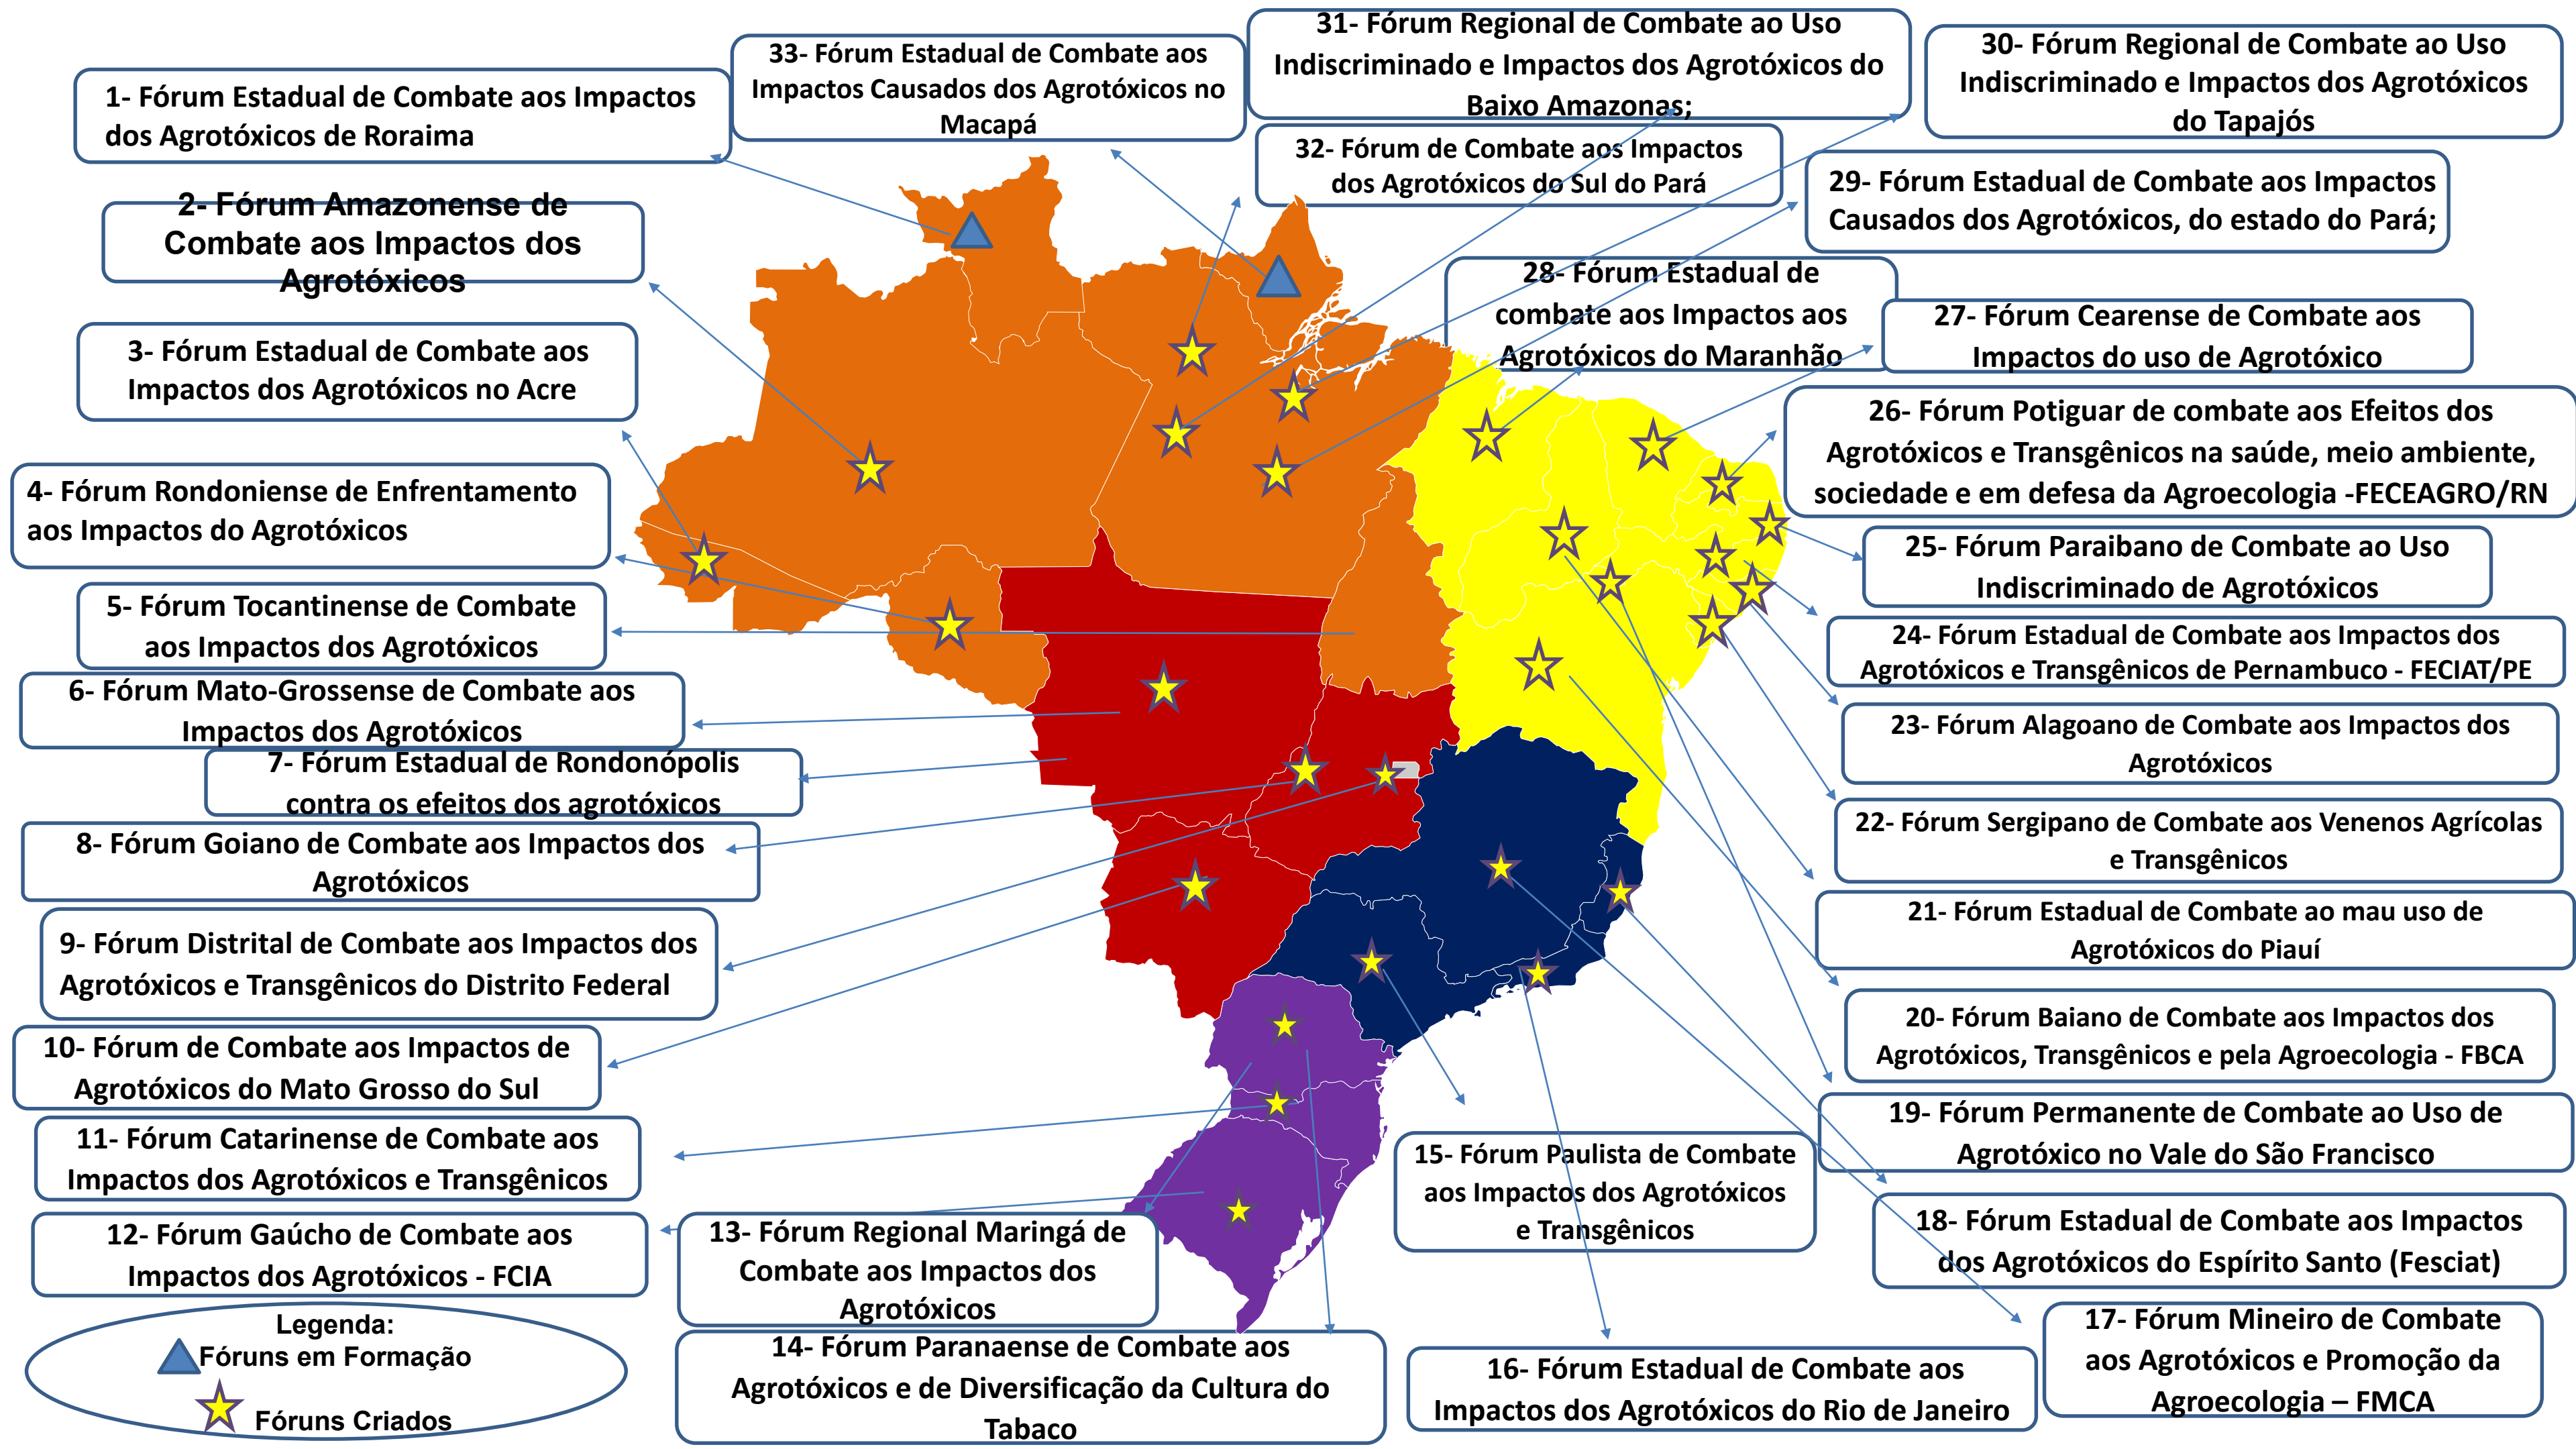 1- Fórum Estadual de Combate aos Impactos
dos Agrotóxicos de Roraima
2- Fórum Amazonense de
Combate aos Impactos dos
Agrotóxicos
3- Fórum Estadual de Combate aos
Impactos dos Agrotóxicos no Acre
4- Fórum Rondoniense de Enfrentamento
aos Impactos do Agrotóxicos
5- Fórum Tocantinense de Combate
aos Impactos dos Agrotóxicos
6- Fórum Mato-Grossense de Combate aos
Impactos dos Agrotóxicos
7- Fórum Estadual de Rondonópolis
contra os efeitos dos agrotóxicos
8- Fórum Goiano de Combate aos Impactos dos
Agrotóxicos
9- Fórum Distrital de Combate aos Impactos dos
Agrotóxicos e Transgênicos do Distrito Federal
10- Fórum de Combate aos Impactos de
Agrotóxicos do Mato Grosso do Sul
11- Fórum Catarinense de Combate aos
Impactos dos Agrotóxicos e Transgênicos
12- Fórum Gaúcho de Combate aos
Impactos dos Agrotóxicos - FCIA
13- Fórum Regional Maringá de
Combate aos Impactos dos
Agrotóxicos
14- Fórum Paranaense de Combate aos
Agrotóxicos e de Diversificação da Cultura do
Tabaco
15- Fórum Paulista de Combate
aos Impactos dos Agrotóxicos
e Transgênicos
16- Fórum Estadual de Combate aos
Impactos dos Agrotóxicos do Rio de Janeiro
17- Fórum Mineiro de Combate
aos Agrotóxicos e Promoção da
Agroecologia – FMCA
18- Fórum Estadual de Combate aos Impactos
dos Agrotóxicos do Espírito Santo (Fesciat)
19- Fórum Permanente de Combate ao Uso de
Agrotóxico no Vale do São Francisco
20- Fórum Baiano de Combate aos Impactos dos
Agrotóxicos, Transgênicos e pela Agroecologia - FBCA
21- Fórum Estadual de Combate ao mau uso de
Agrotóxicos do Piauí
22- Fórum Sergipano de Combate aos Venenos Agrícolas
e Transgênicos
23- Fórum Alagoano de Combate aos Impactos dos
Agrotóxicos
24- Fórum Estadual de Combate aos Impactos dos
Agrotóxicos e Transgênicos de Pernambuco - FECIAT/PE
25- Fórum Paraibano de Combate ao Uso
Indiscriminado de Agrotóxicos
26- Fórum Potiguar de combate aos Efeitos dos
Agrotóxicos e Transgênicos na saúde, meio ambiente,
sociedade e em defesa da Agroecologia -FECEAGRO/RN
27- Fórum Cearense de Combate aos
Impactos do uso de Agrotóxico
28- Fórum Estadual de
combate aos Impactos aos
Agrotóxicos do Maranhão
29- Fórum Estadual de Combate aos Impactos
Causados dos Agrotóxicos, do estado do Pará;
30- Fórum Regional de Combate ao Uso
Indiscriminado e Impactos dos Agrotóxicos
do Tapajós
31- Fórum Regional de Combate ao Uso
Indiscriminado e Impactos dos Agrotóxicos do
Baixo Amazonas;
32- Fórum de Combate aos Impactos
dos Agrotóxicos do Sul do Pará
33- Fórum Estadual de Combate aos
Impactos Causados dos Agrotóxicos no
Macapá
Legenda:
Fóruns em Formação
Fóruns Criados